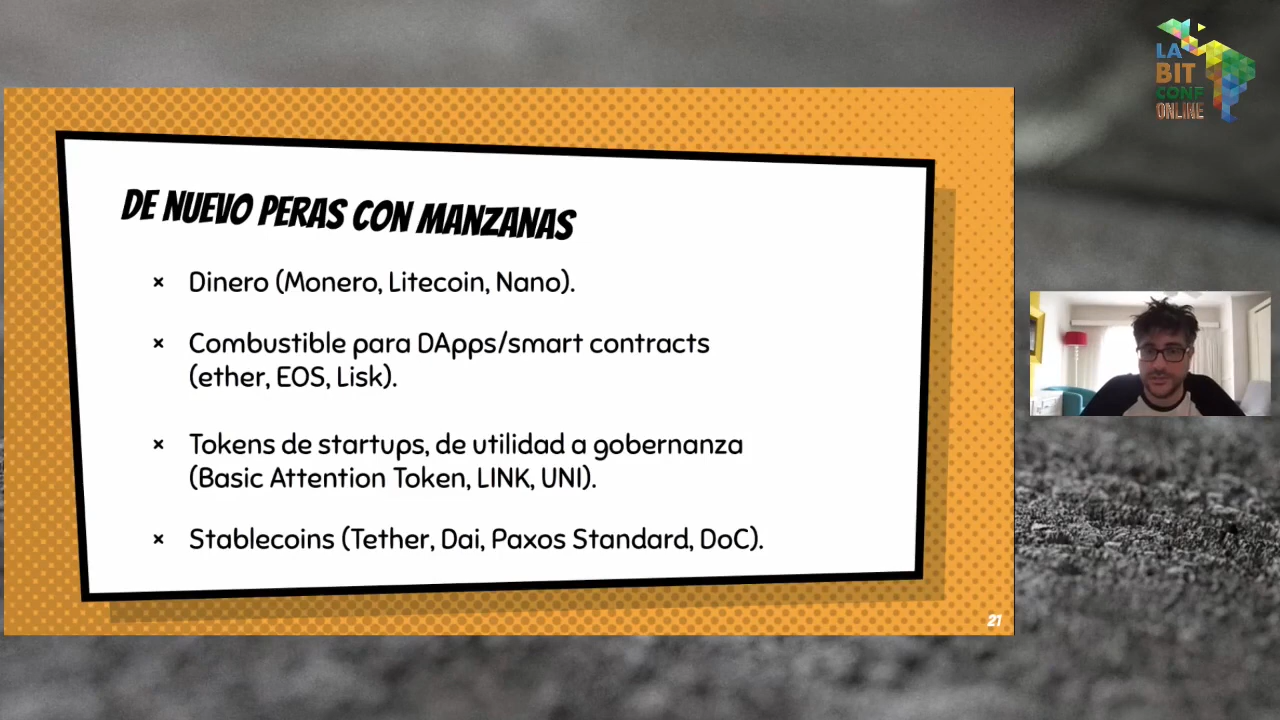 LA
BIT
CONF
ONLINE
DE NUEVO PERAS CON MANZANAS
× Dinero (Monero, Litecoin, Nano).
× Combustible para DApps/smart contracts
(ether, EOS, Lisk).
× Tokens de startups, de utilidad a gobernanza
(Basic Attention Token, LINK, UNI).
× Stablecoins (Tether, Dai, Paxos Standard, DoC).
21